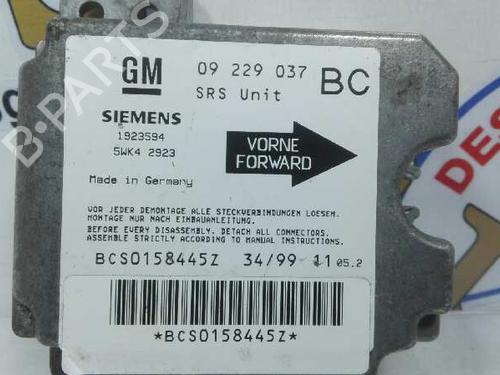 GM 09 229 037 BC
SRS Unit
SIEMENS
1923594
5WK4 2923
VORNE
FORWARD
Made in Germany
VOR JEDER DEMONTAGE ALLE STECKVERBINDUNGEN LOESEN.
MONTAGE NUR NACH EINBAUANLEITUNG.
BEFORE EVERY DISASSEMBLY, DETACH ALL CONNECTORS.
ASSEMBLE STRICTLY ACCORDING TO MANUAL INSTRUCTIONS.
BCS0158445Z 34/99 11 05.2
*BCS0158445Z*
B-PARTS
DES